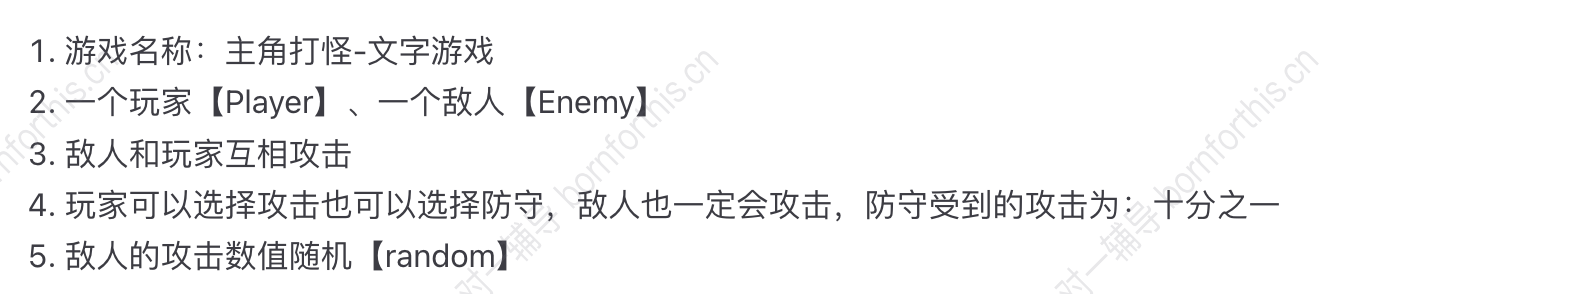 1. 游戏名称：主角打怪-文字游戏
2. 一个玩家【Player】、一个敌人【Enemy】
3. 敌人和玩家互相攻击
4. 玩家可以选择攻击也可以选择防守，敌人也一定会攻击，防守受到的攻击为：十分之一
5. 敌人的攻击数值随机【random】
nforthis.cn
对一辅导 bornforthis.cn
对一辅导 bornforthis.cn